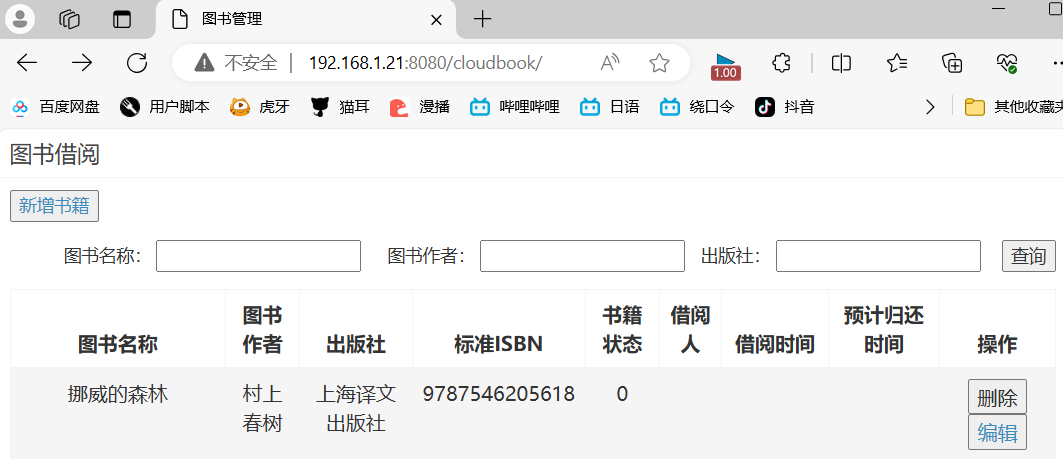 图书管理
不安全 192.168.1.21:8080/cloudbook/ 1.00
百度网盘 用户脚本 虎牙 猫耳 漫播 哔哩哔哩 日语 绕口令 抖音 其他收藏夹
图书借阅
新增书籍
图书名称： 图书作者： 出版社： 查询
图书名称 图书作者 出版社 标准ISBN 书籍状态 借阅人 借阅时间 预计归还时间 操作
挪威的森林 村上春树 上海译文出版社 9787546205618 0 删除
编辑